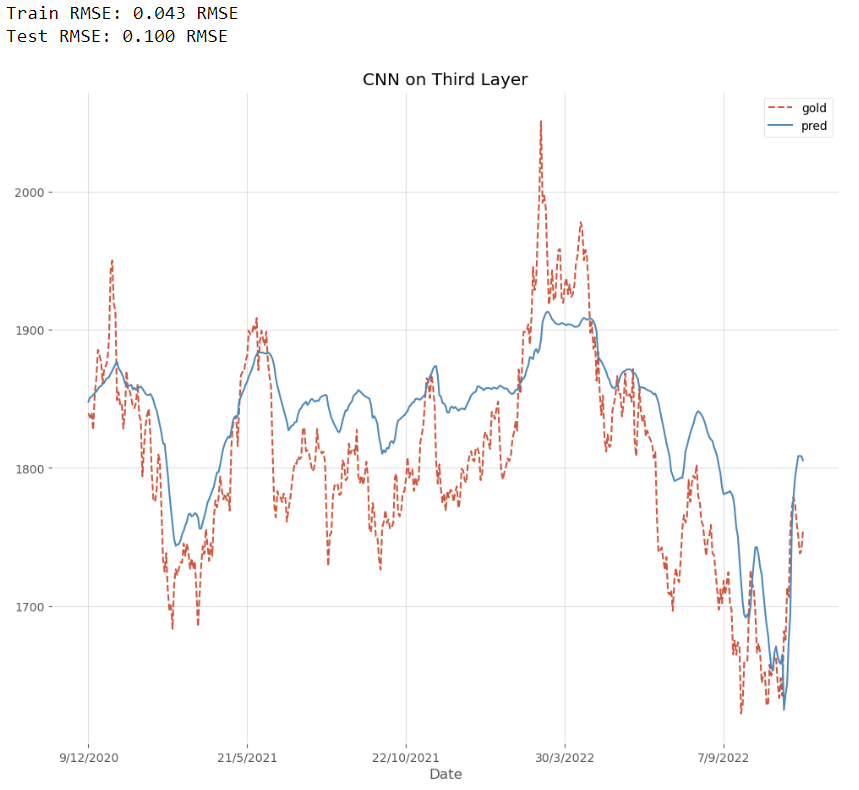 Train RMSE: 0.043 RMSE
Test RMSE: 0.100 RMSE
CNN on Third Layer
gold
pred
2000
1900
1800
1700
9/12/2020 21/5/2021 22/10/2021 30/3/2022 7/9/2022
Date